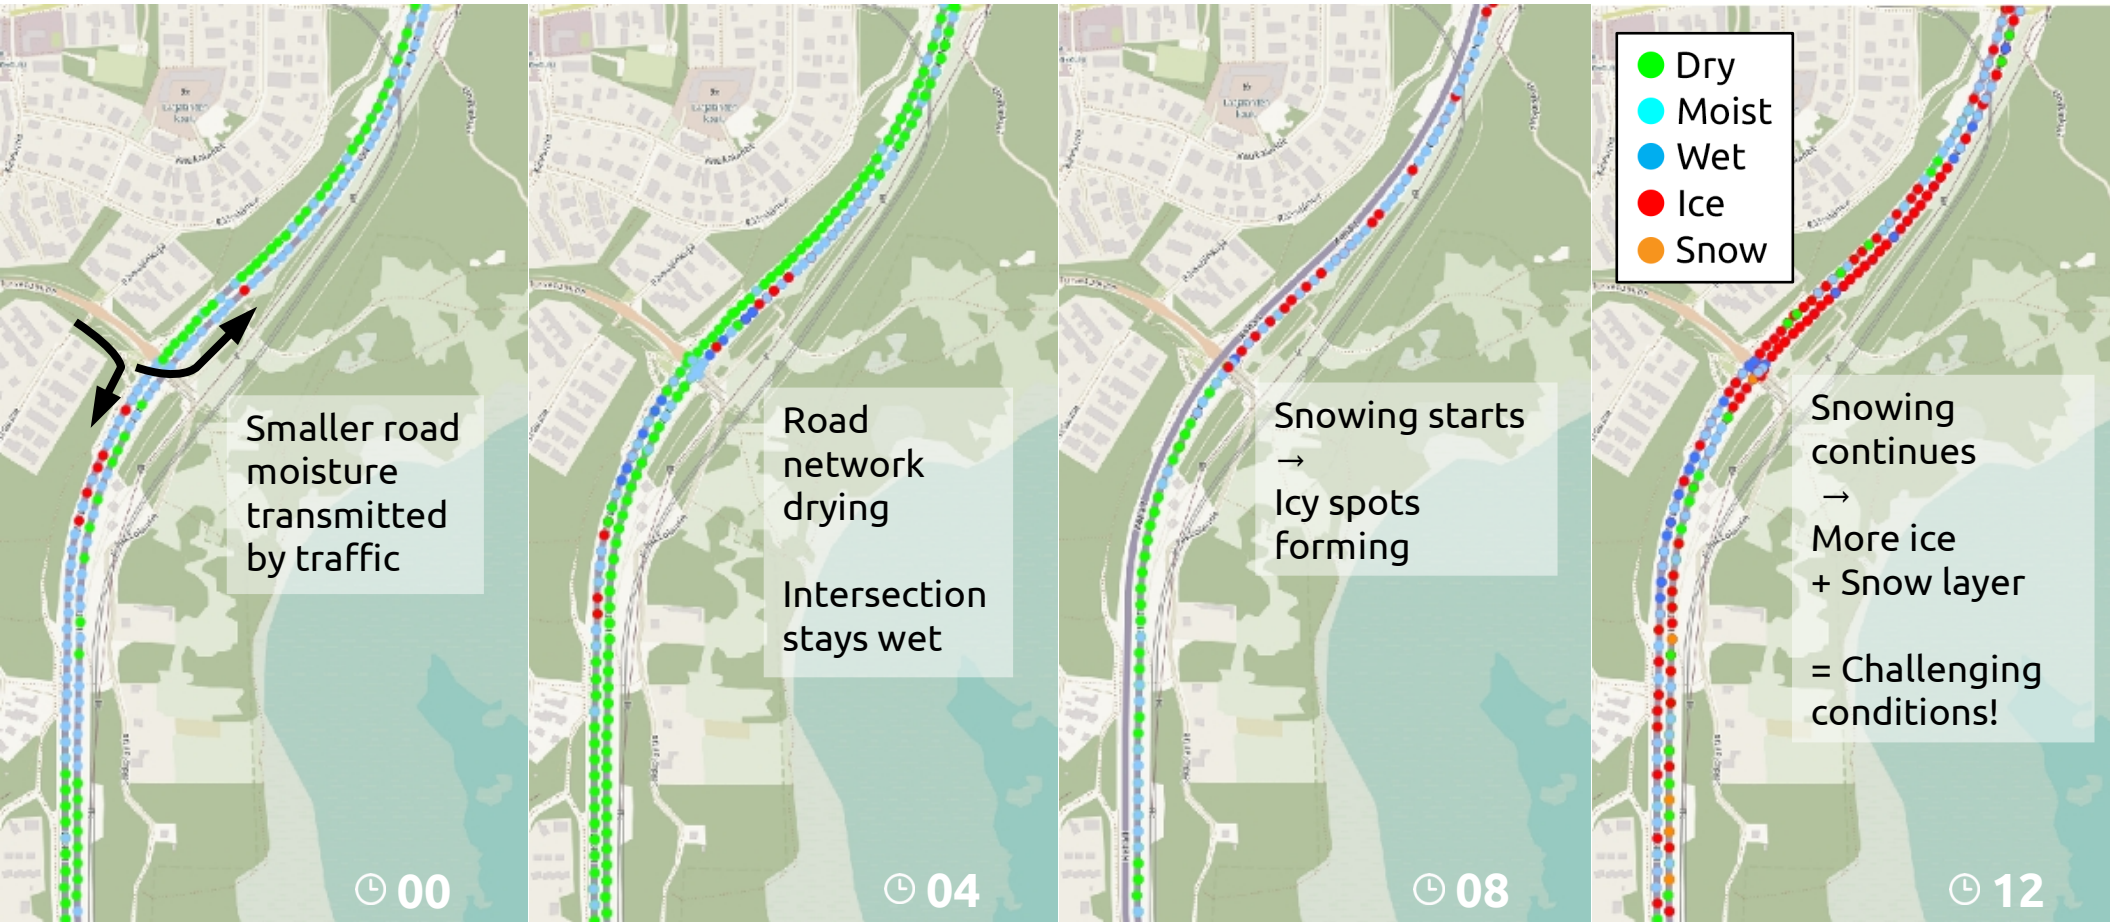 Smaller road
moisture
transmitted
by traffic
00
Road
network
drying
Intersection
stays wet
04
Snowing starts
→
Icy spots
forming
08
Dry
Moist
Wet
Ice
Snow
Snowing
continues
→
More ice
+ Snow layer
= Challenging
conditions!
12